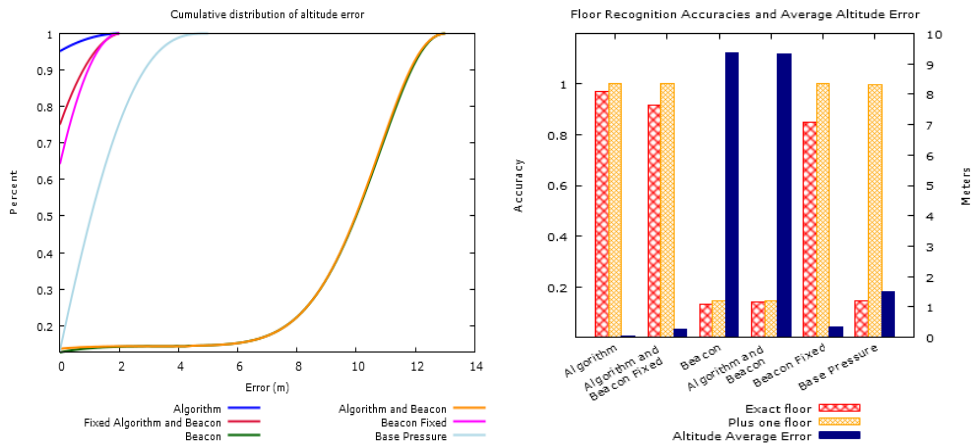 Cumulative distribution of altitude error
Percent
1
0.9
0.8
0.7
0.6
0.5
0.4
0.3
0.2
0
2
4
6
8
10
12
14
Error (m)
Algorithm
Fixed Algorithm and Beacon
Beacon
Algorithm and Beacon
Beacon Fixed
Base Pressure
Floor Recognition Accuracies and Average Altitude Error
Accuracy
1
0.8
0.6
0.4
0.2
10
9
8
7
6
5
4
3
2
1
0
Meters
Algorithm
Algorithm and
Beacon Fixed
Beacon
Algorithm and
Beacon
Beacon Fixed
Base Pressure
Exact floor
Plus one floor
Altitude Average Error